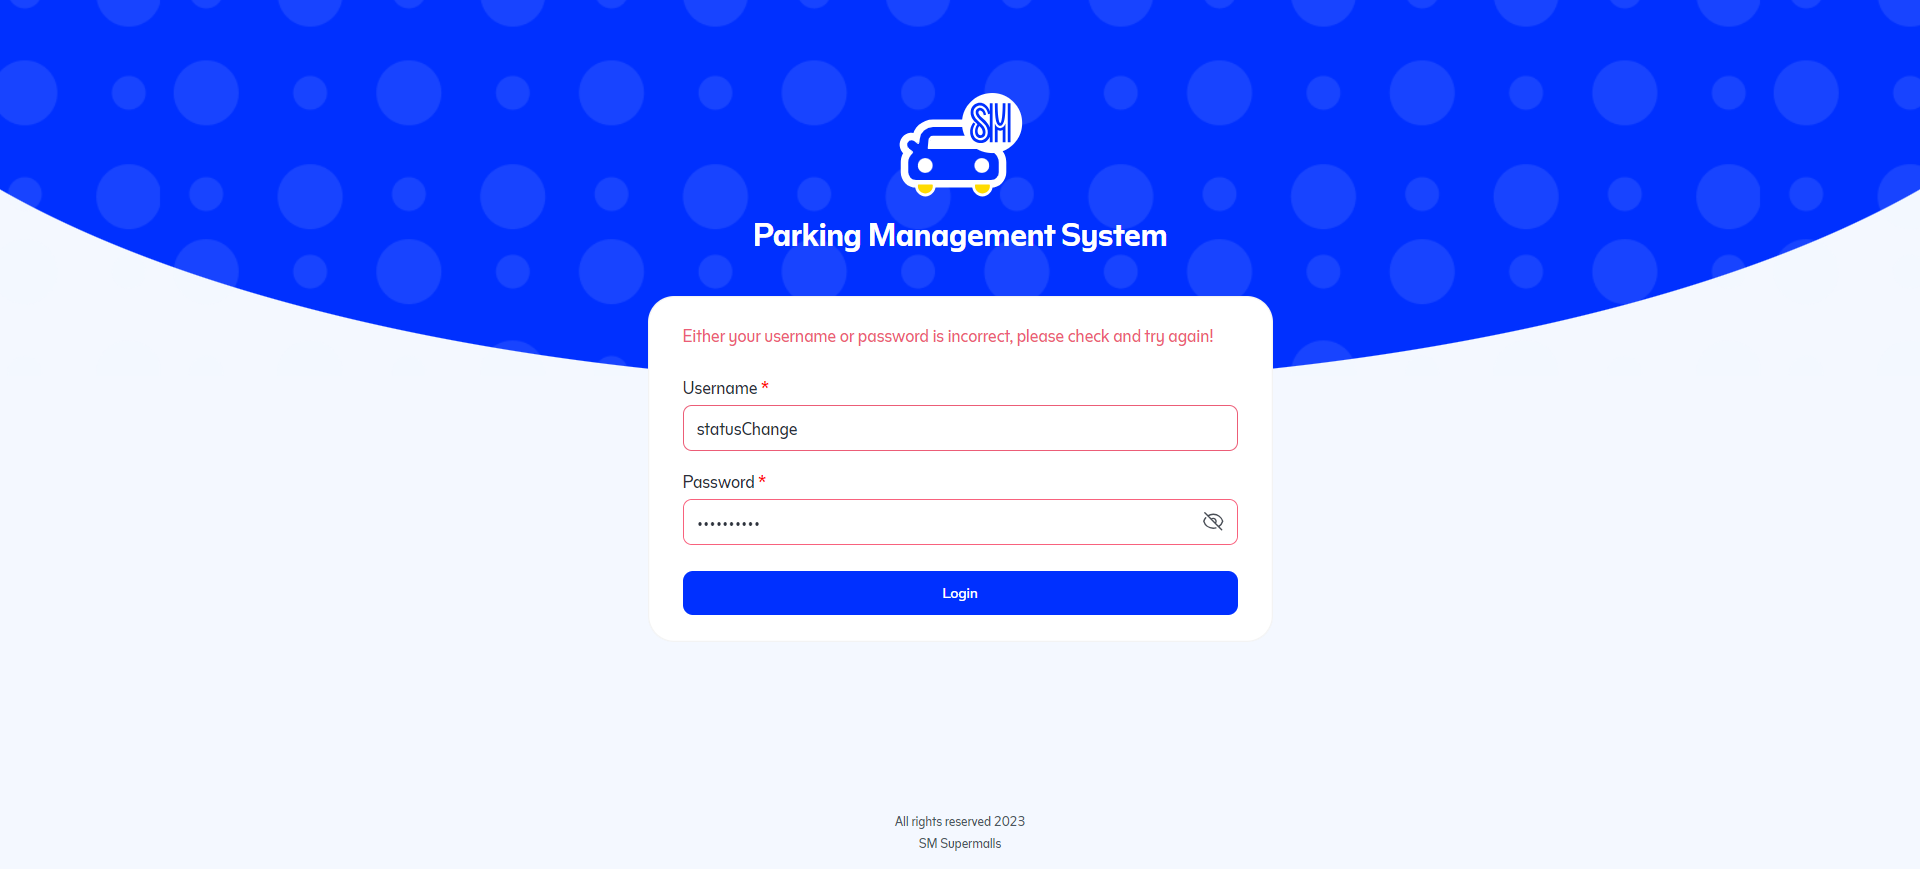 SM
Parking Management System
Either your username or password is incorrect, please check and try again!
Username *
statusChange
Password *
••••••••••
Login
All rights reserved 2023
SM Supermalls